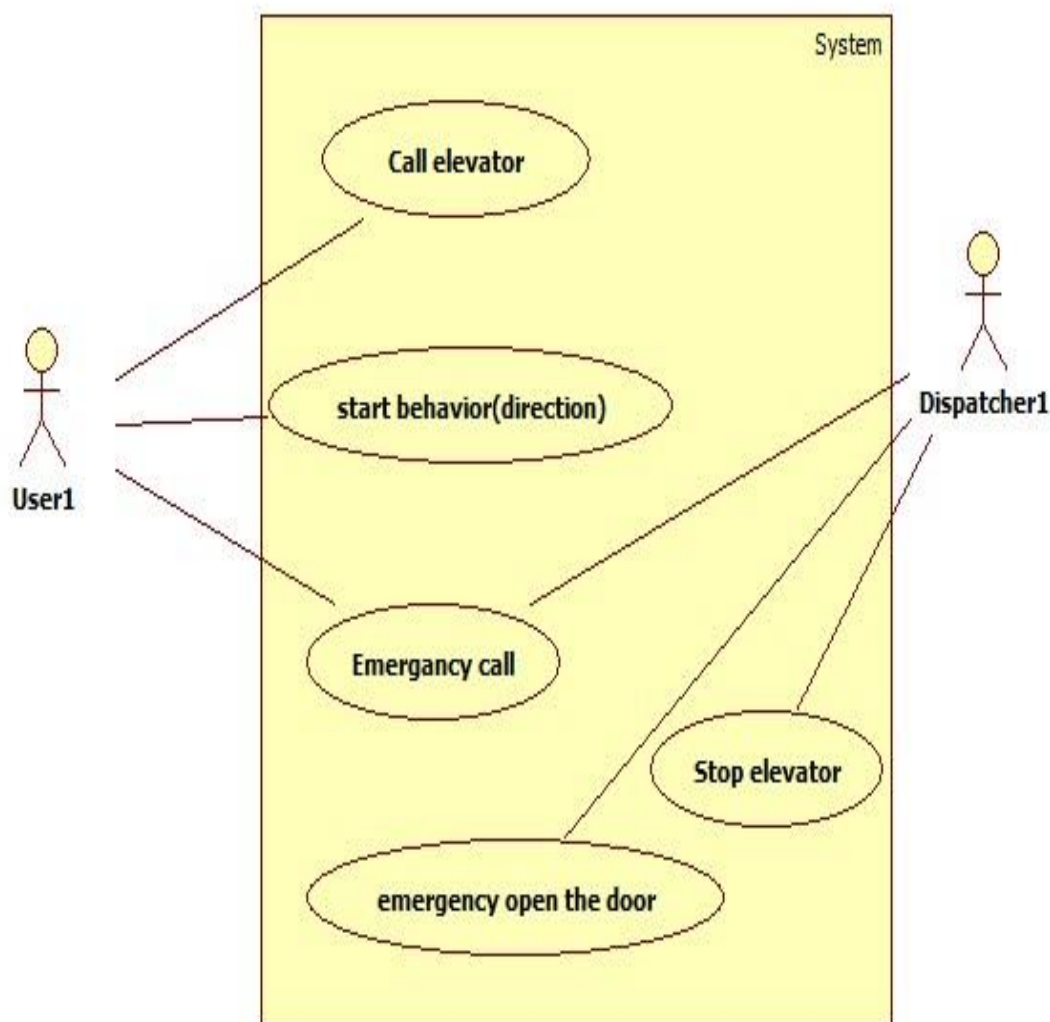 System
Call elevator
start behavior(direction)
Dispatcher1
User1
Emergancy call
Stop elevator
emergency open the door